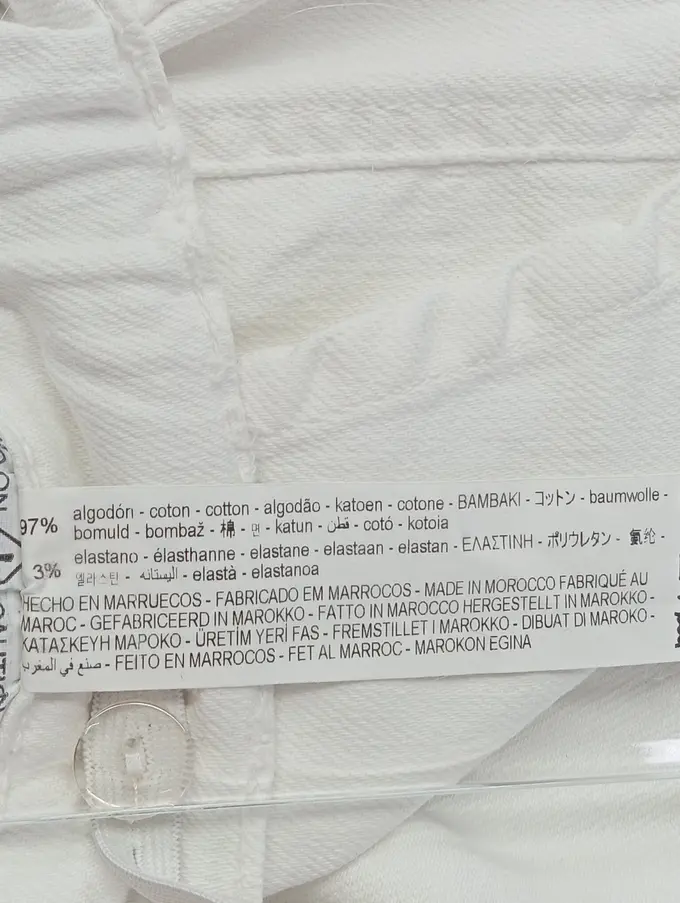 97%
algodón - coton - cotton - algodão - katoen - cotone - BAMBAKI - コットン - baumwolle -
bomuld - bombaž - 棉 - 면 - katun - قطن - cotó - kotoia
3%
elastano - élasthanne - elastane - elastaan - elastan - ΕΛΑΣΤΙΝΗ - ポリウレタン - 氨纶 -
엘라스틴 - اليستانه - elastà - elastanoa
HECHO EN MARRUECOS - FABRICADO EM MARROCOS - MADE IN MOROCCO FABRIQUÉ AU
MAROC - GEFABRICEERD IN MAROKKO - FATTO IN MAROCCO HERGESTELLT IN MAROKKO -
ΚΑΤΑΣΚΕΥΗ ΜΑΡΟΚΟ - ÜRETİM YERİ FAS - FREMSTILLET I MAROKKO - DIBUAT DI MAROKO -
صنع في المغرب - FEITO EN MARROCOS - FET AL MARROC - MAROKON EGINA